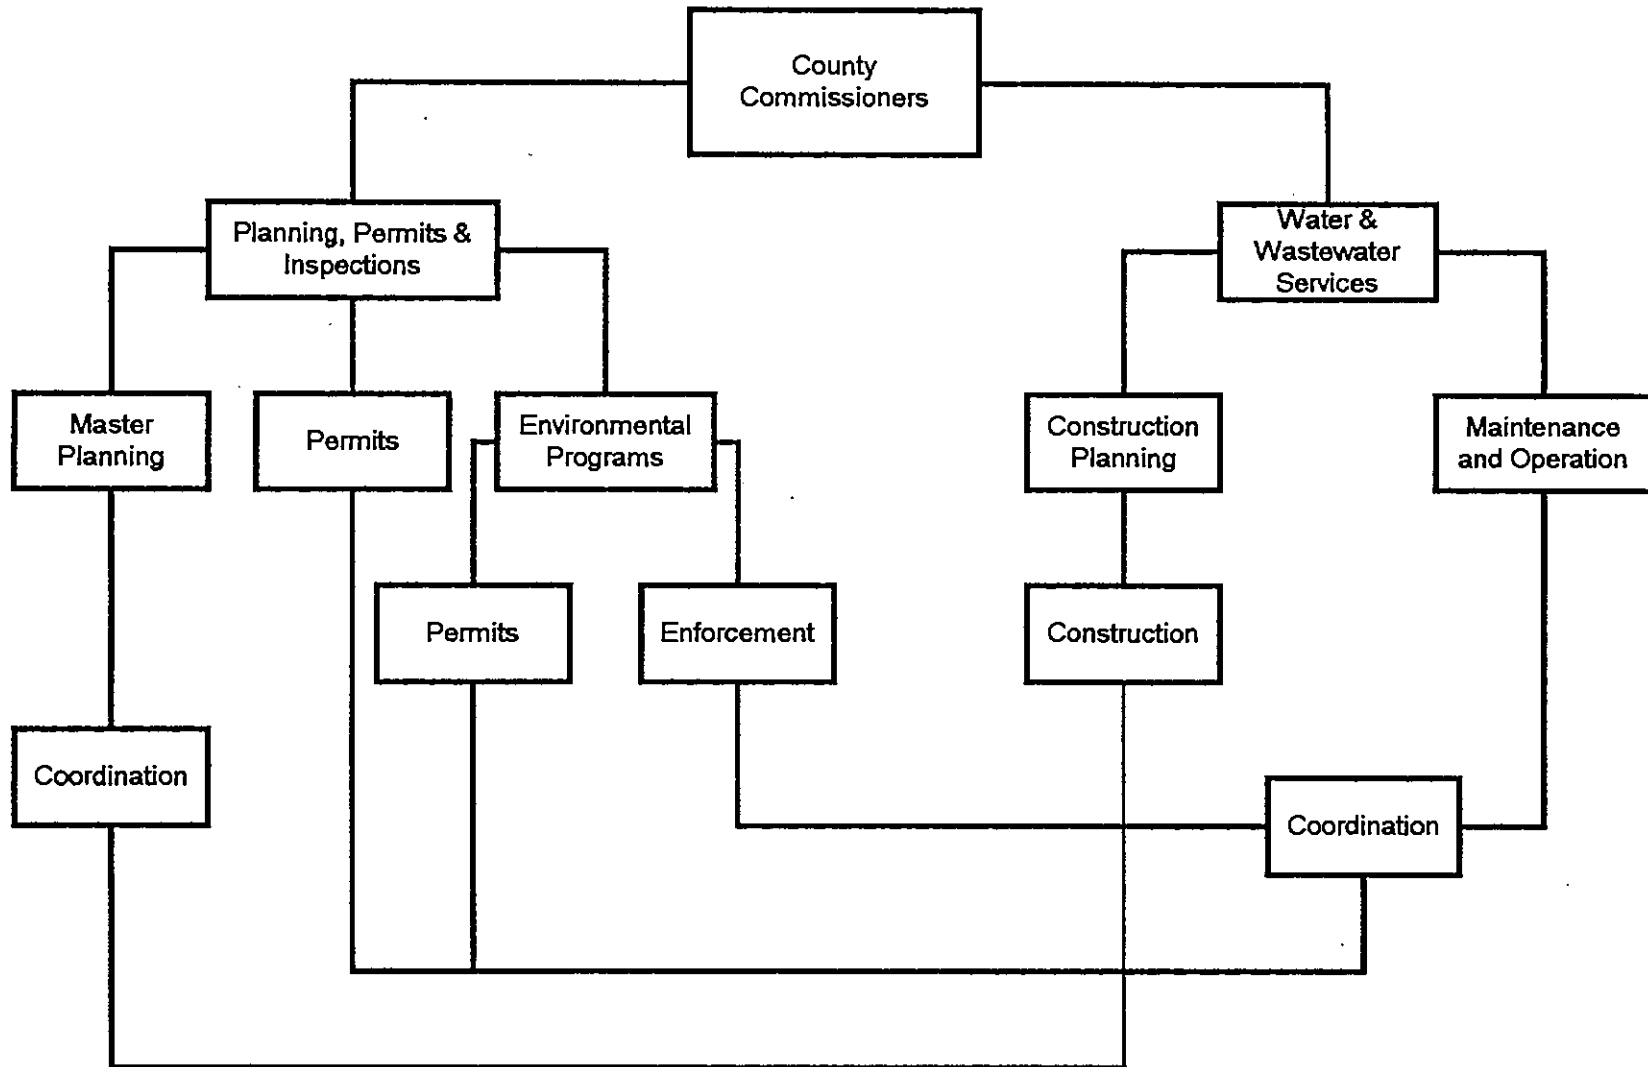 County
Commissioners
Planning, Permits &
Inspections
Water &
Wastewater
Services
Master
Planning
Permits
Environmental
Programs
Construction
Planning
Maintenance
and Operation
Permits
Enforcement
Construction
Coordination
Coordination